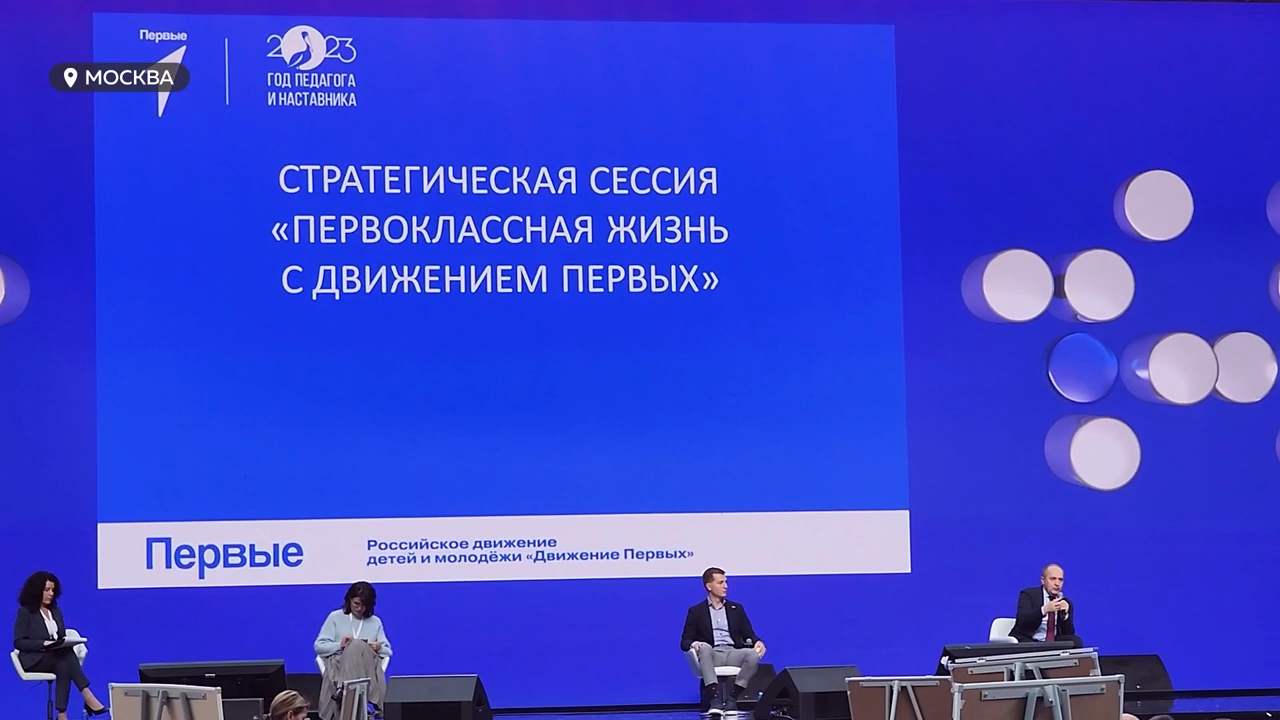 Первые
МОСКВА
2023
ГОД ПЕДАГОГА
И НАСТАВНИКА
СТРАТЕГИЧЕСКАЯ СЕССИЯ
«ПЕРВОКЛАССНАЯ ЖИЗНЬ
С ДВИЖЕНИЕМ ПЕРВЫХ»
Первые
Российское движение
детей и молодёжи «Движение Первых»